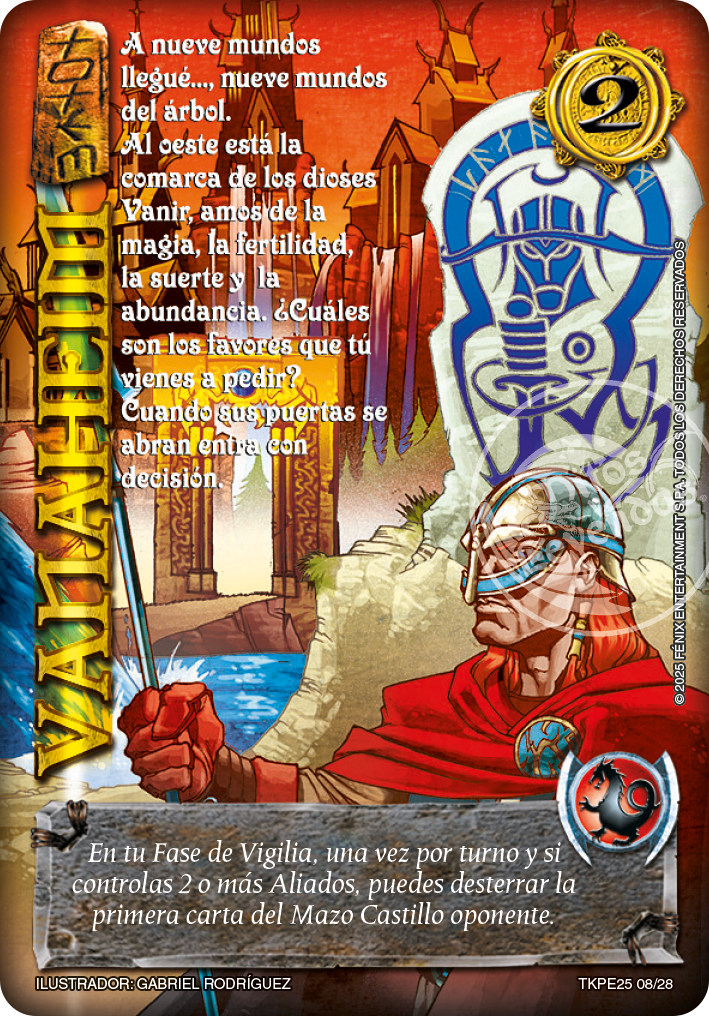 A nueve mundos
llegué..., nueve mundos
del árbol.
Al oeste está la
comarca de los dioses
Vanir, amos de la
magia, la fertilidad,
la suerte y la
abundancia. ¿Cuáles
son los favores que tú
vienes a pedir?
Cuando sus puertas se
abran entra con
decisión.
2
VANAHEIM
© 2025 FÉNIX ENTERTAINMENT S.P.A. TODOS LOS DERECHOS RESERVADOS
En tu Fase de Vigilia, una vez por turno y si
controlas 2 o más Aliados, puedes desterrar la
primera carta del Mazo Castillo oponente.
ILUSTRADOR: GABRIEL RODRÍGUEZ
TKPE25 08/28